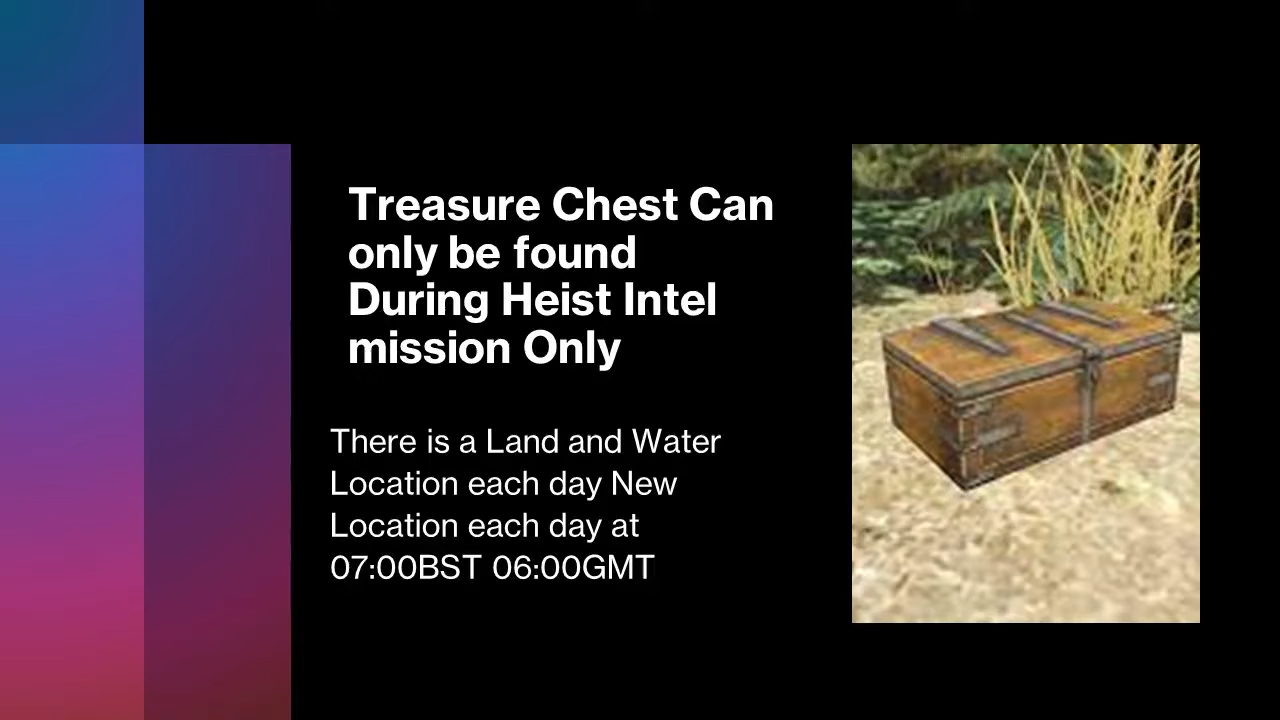 Treasure Chest Can
only be found
During Heist Intel
mission Only
There is a Land and Water
Location each day New
Location each day at
07:00BST 06:00GMT